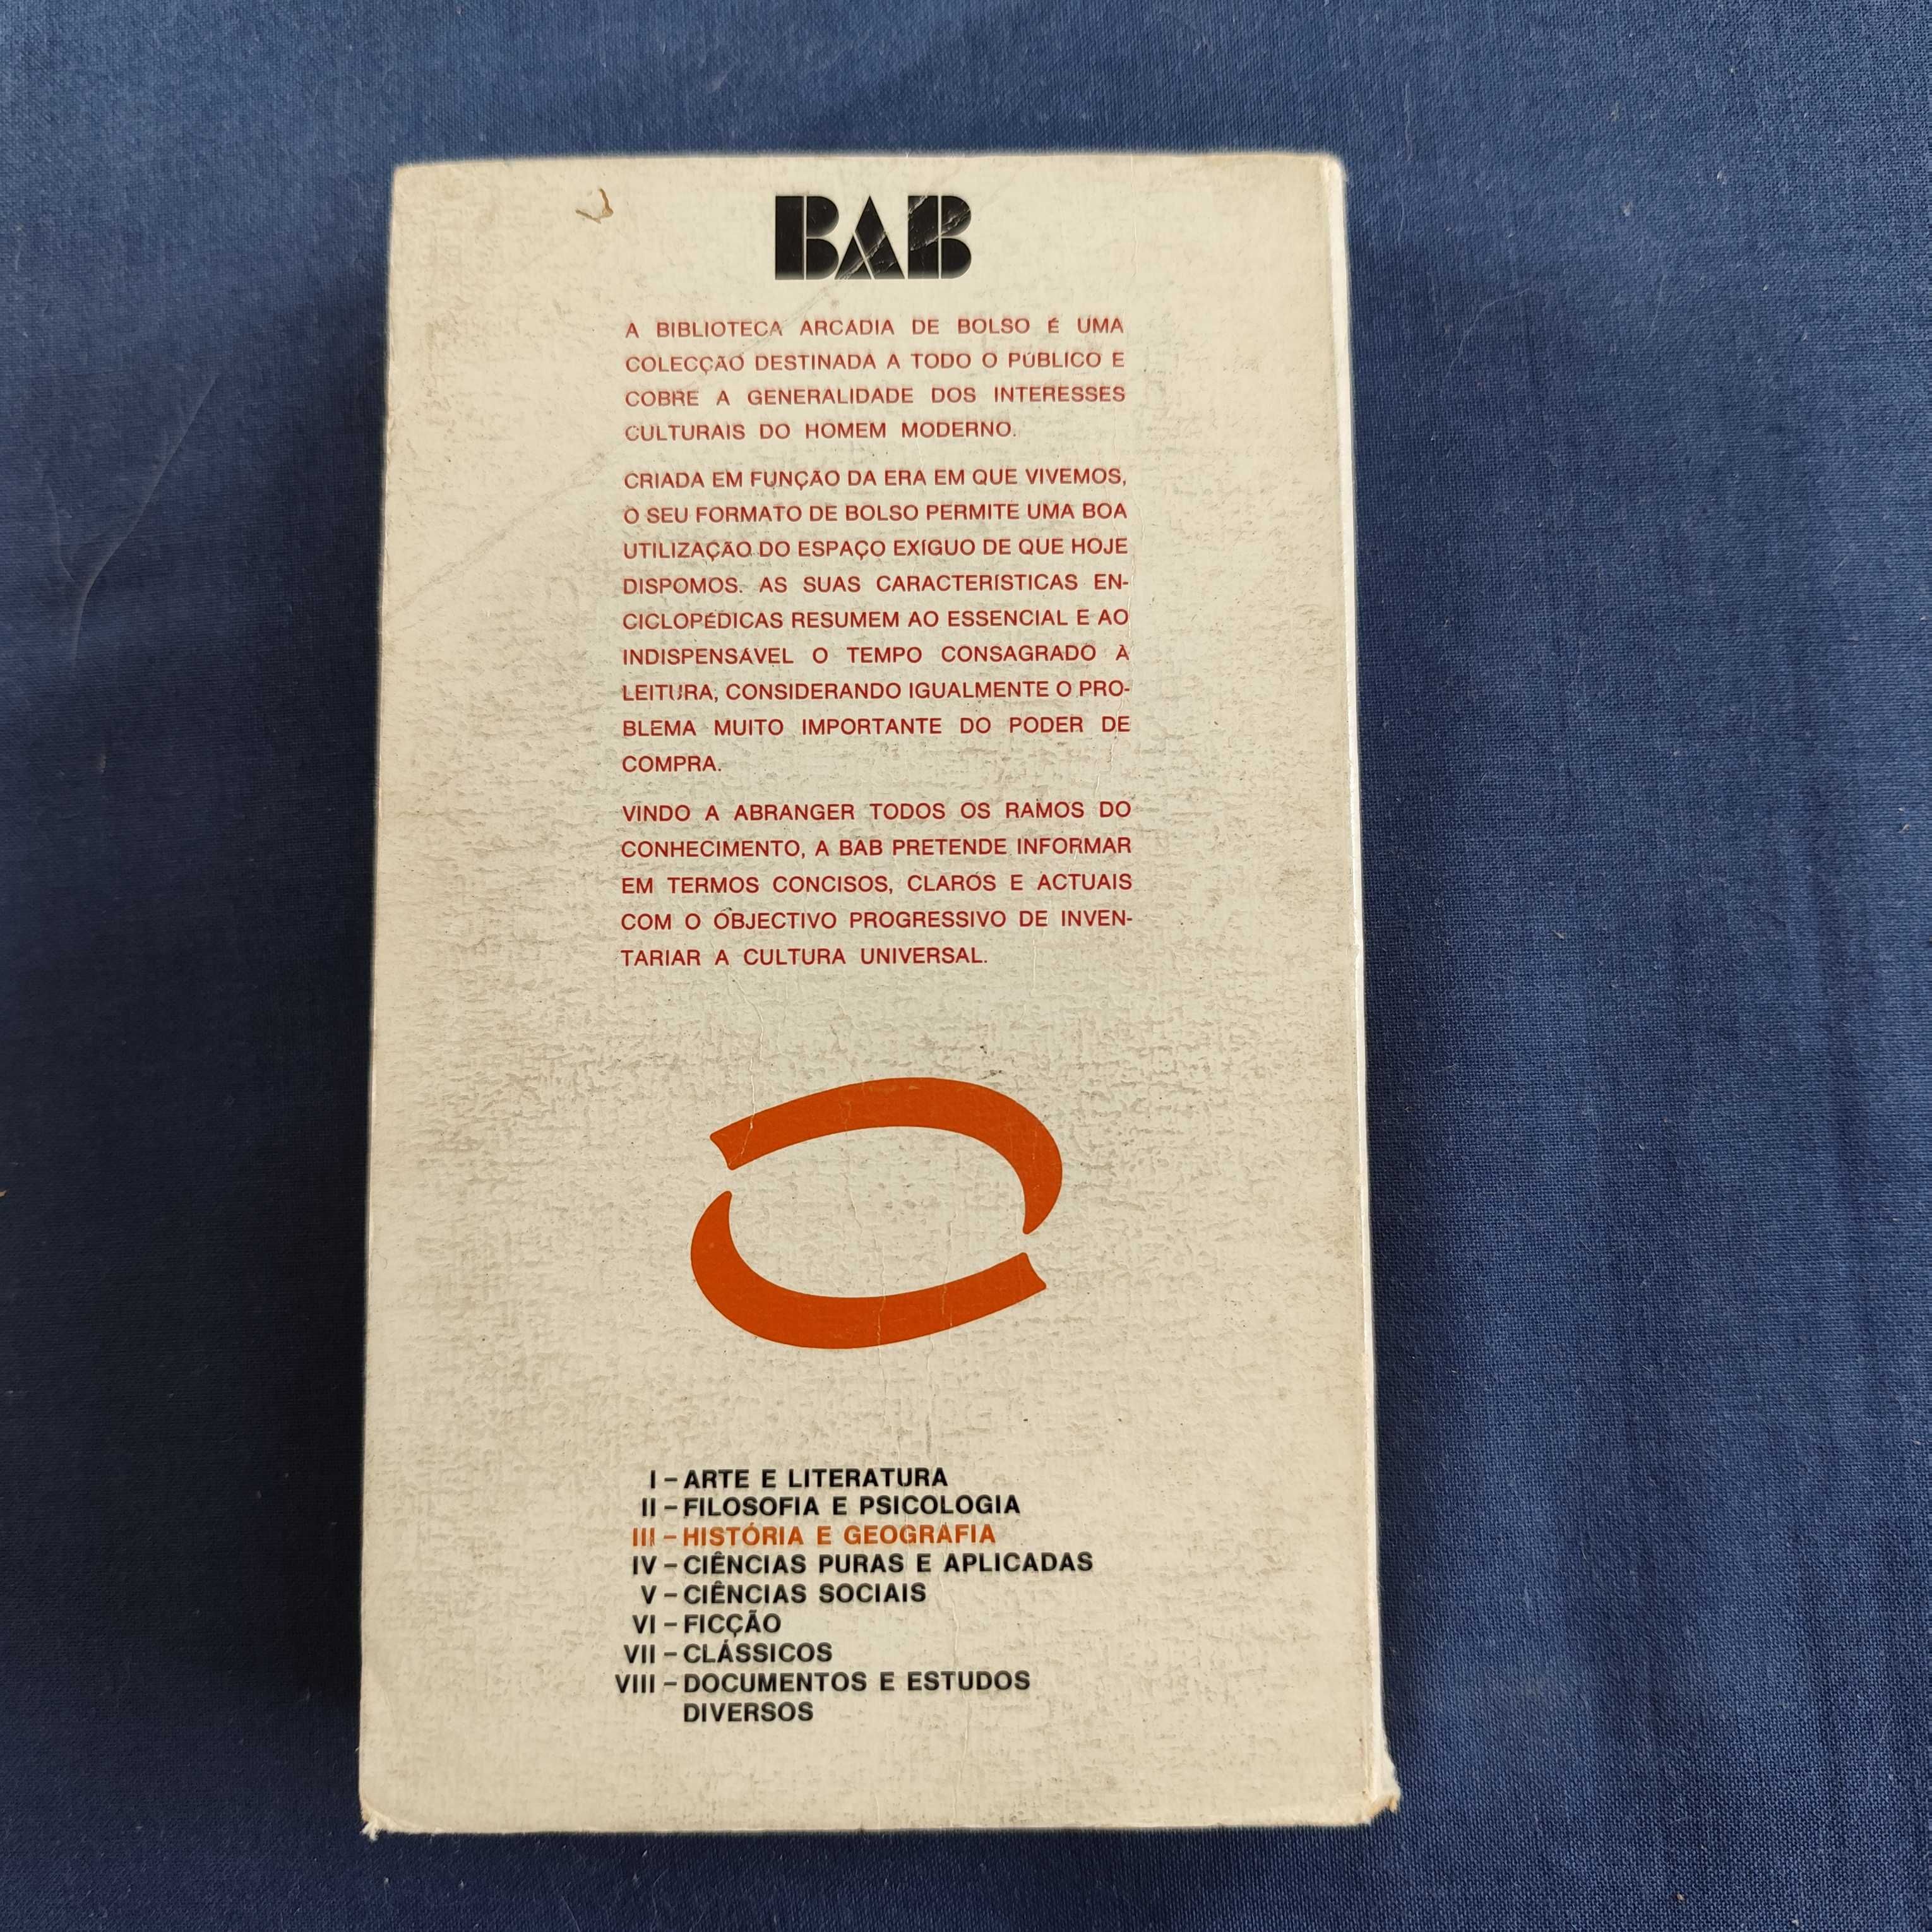 BAB
A BIBLIOTECA ARCÁDIA DE BOLSO É UMA
COLECÇÃO DESTINADA A TODO O PÚBLICO E
COBRE A GENERALIDADE DOS INTERESSES
CULTURAIS DO HOMEM MODERNO.
CRIADA EM FUNÇÃO DA ERA EM QUE VIVEMOS,
O SEU FORMATO DE BOLSO PERMITE UMA BOA
UTILIZAÇÃO DO ESPAÇO EXÍGUO DE QUE HOJE
DISPOMOS. AS SUAS CARACTERÍSTICAS EN-
CICLOPÉDICAS RESUMEM AO ESSENCIAL E AO
INDISPENSÁVEL O TEMPO CONSAGRADO À
LEITURA, CONSIDERANDO IGUALMENTE O PRO-
BLEMA MUITO IMPORTANTE DO PODER DE
COMPRA.
VINDO A ABRANGER TODOS OS RAMOS DO
CONHECIMENTO, A BAB PRETENDE INFORMAR
EM TERMOS CONCISOS, CLAROS E ACTUAIS
COM O OBJECTIVO PROGRESSIVO DE INVEN-
TARIAR A CULTURA UNIVERSAL.
I – ARTE E LITERATURA
II – FILOSOFIA E PSICOLOGIA
III – HISTÓRIA E GEOGRAFIA
IV – CIÊNCIAS PURAS E APLICADAS
V – CIÊNCIAS SOCIAIS
VI – FICÇÃO
VII – CLÁSSICOS
VIII – DOCUMENTOS E ESTUDOS
DIVERSOS